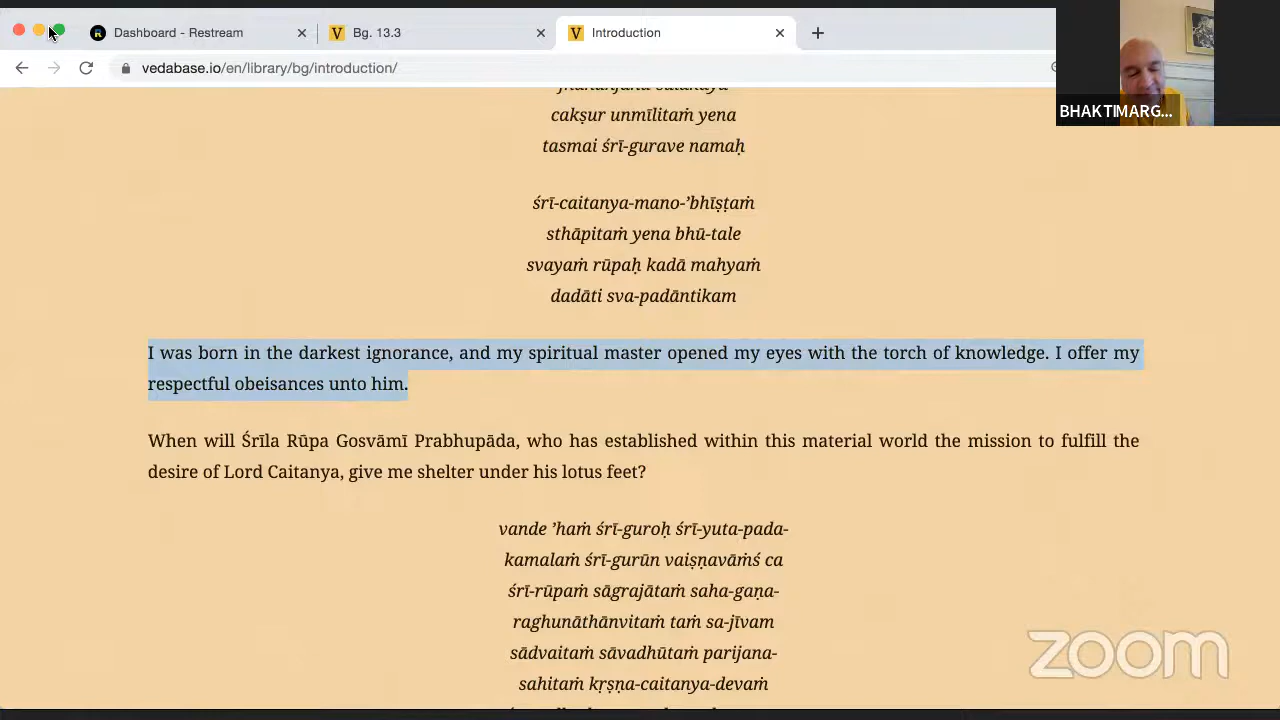 Dashboard - Restream
Bg. 13.3
Introduction
vedabase.io/en/library/bg/introduction/
BHAKTIMARG...
cakṣur unmīlitaṁ yena
tasmai śrī-gurave namaḥ
śrī-caitanya-mano-’bhīṣṭaṁ
sthāpitaṁ yena bhū-tale
svayaṁ rūpaḥ kadā mahyaṁ
dadāti sva-padāntikam
I was born in the darkest ignorance, and my spiritual master opened my eyes with the torch of knowledge. I offer my
respectful obeisances unto him.
When will Śrīla Rūpa Gosvāmī Prabhupāda, who has established within this material world the mission to fulfill the
desire of Lord Caitanya, give me shelter under his lotus feet?
vande ’haṁ śrī-guroḥ śrī-yuta-pada-
kamalaṁ śrī-gurūn vaiṣṇavāṁś ca
śrī-rūpaṁ sāgrajātaṁ saha-gaṇa-
raghunāthānvitaṁ taṁ sa-jīvam
sādvaitaṁ sāvadhūtaṁ parijana-
sahitaṁ kṛṣṇa-caitanya-devaṁ
zoom